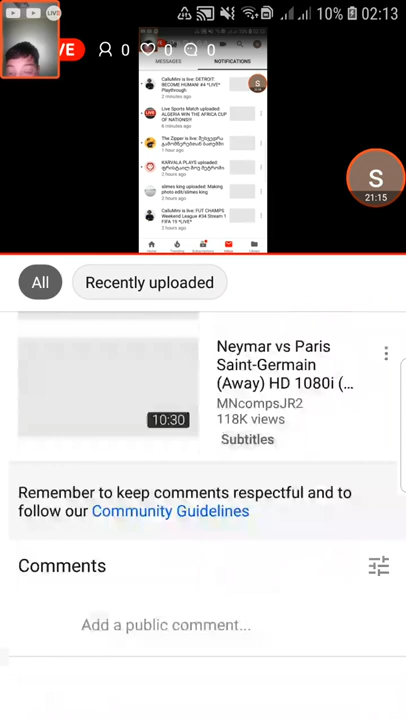 10% 02:13
LIVE 0 0 0
MESSAGES NOTIFICATIONS
CalluMini is live: DETROIT:
BECOME HUMAN! #4 *LIVE*
Playthrough
2 minutes ago
Live Sports Match uploaded:
ALGERIA WIN THE AFRICA CUP
OF NATIONS!!
6 minutes ago
The Zipper is live:
1 hour ago
KARVALA PLAYS uploaded:
2 hours ago
slimes king uploaded: Making
photo edit/slimes king
2 hours ago
CalluMini is live: FUT CHAMPS
Weekend League #34 Stream 1
FIFA 19 *LIVE*
2 hours ago
S
S
21:15
All
Recently uploaded
Neymar vs Paris
Saint-Germain
(Away) HD 1080i (...
MNcompsJR2
118K views
Subtitles
10:30
Remember to keep comments respectful and to
follow our Community Guidelines
Comments
Add a public comment...